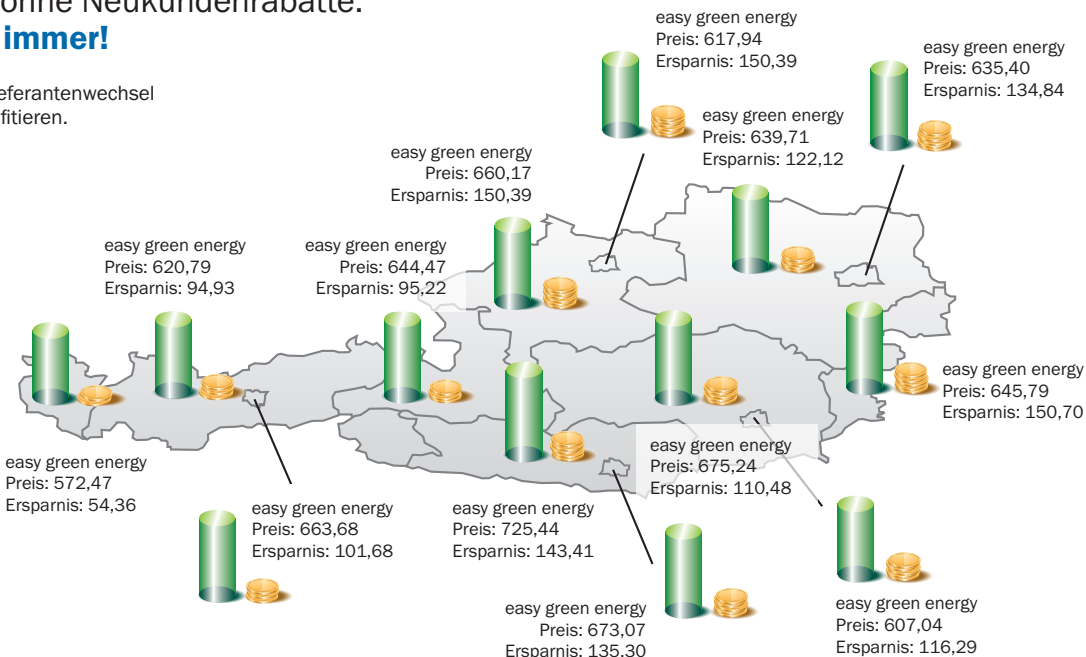 ohne Neukundenrabatte.
immer!
eferantenwechsel
fitieren.
easy green energy
Preis: 617,94
Ersparnis: 150,39
easy green energy
Preis: 635,40
Ersparnis: 134,84
easy green energy
Preis: 639,71
Ersparnis: 122,12
easy green energy
Preis: 660,17
Ersparnis: 150,39
easy green energy
Preis: 620,79
Ersparnis: 94,93
easy green energy
Preis: 644,47
Ersparnis: 95,22
easy green energy
Preis: 645,79
Ersparnis: 150,70
easy green energy
Preis: 675,24
Ersparnis: 110,48
easy green energy
Preis: 572,47
Ersparnis: 54,36
easy green energy
Preis: 663,68
Ersparnis: 101,68
easy green energy
Preis: 725,44
Ersparnis: 143,41
easy green energy
Preis: 673,07
Ersparnis: 135,30
easy green energy
Preis: 607,04
Ersparnis: 116,29